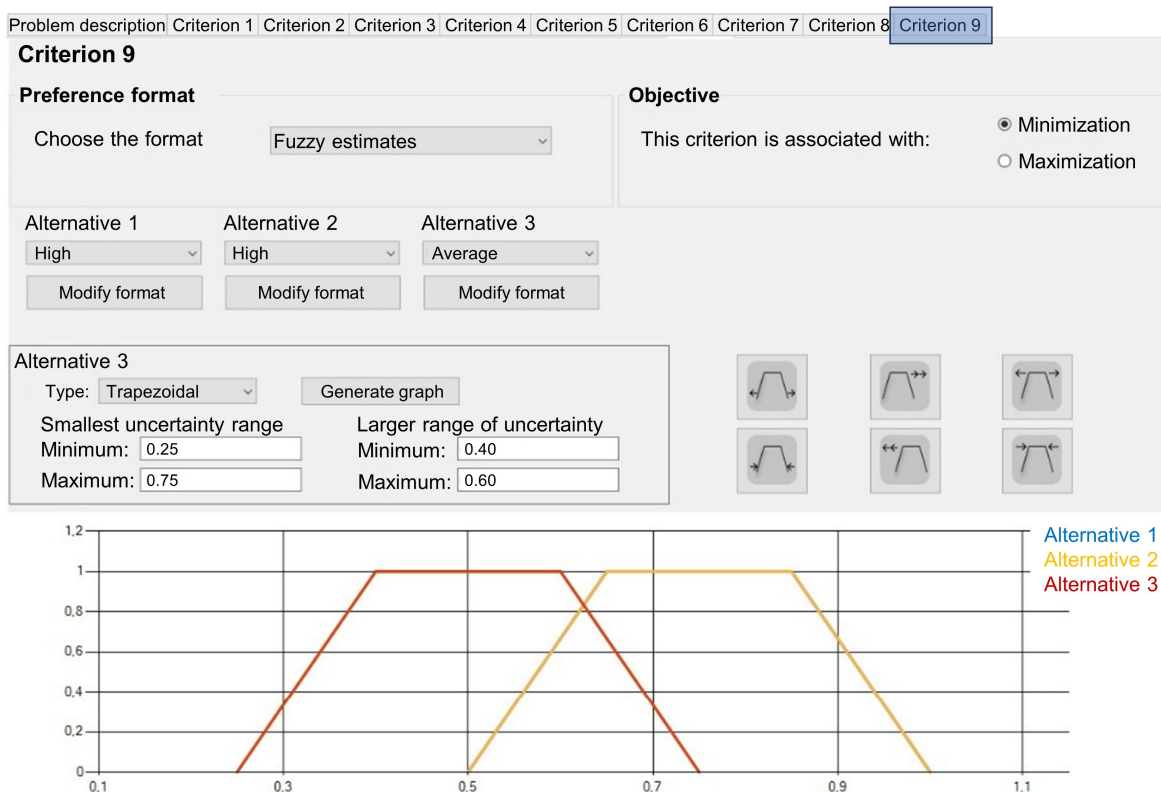 Problem description Criterion 1 Criterion 2 Criterion 3 Criterion 4 Criterion 5 Criterion 6 Criterion 7 Criterion 8 Criterion 9
Criterion 9
Preference format
Choose the format Fuzzy estimates
Objective
This criterion is associated with:
Minimization
Maximization
Alternative 1 Alternative 2 Alternative 3
High High Average
Modify format Modify format Modify format
Alternative 3
Type: Trapezoidal Generate graph
Smallest uncertainty range Larger range of uncertainty
Minimum: 0.25 Minimum: 0.40
Maximum: 0.75 Maximum: 0.60
1,2
1
0,8
0,6
0,4
0,2
0
0.1 0.3 0.5 0.7 0.9 1.1
Alternative 1
Alternative 2
Alternative 3